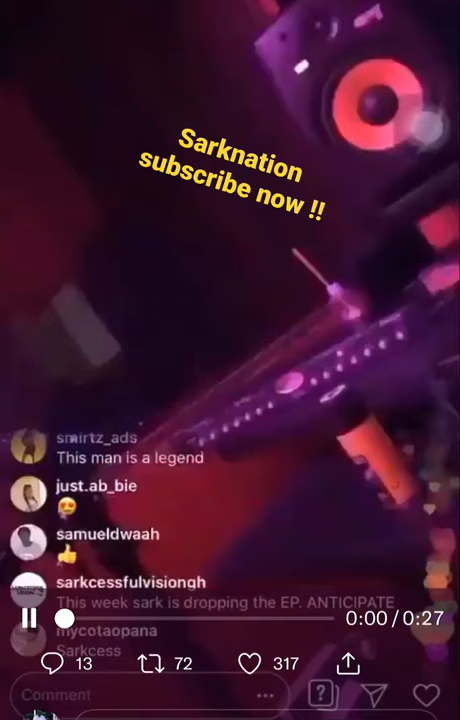 Sarknation
subscribe now !!
smirtz_ads
This man is a legend
just.ab_bie
samueldwaah
sarkcessfulvisiongh
This week sark is dropping the EP. ANTICIPATE
0:00 / 0:27
mycotaopana
Sarkcess
13 72 317
Comment